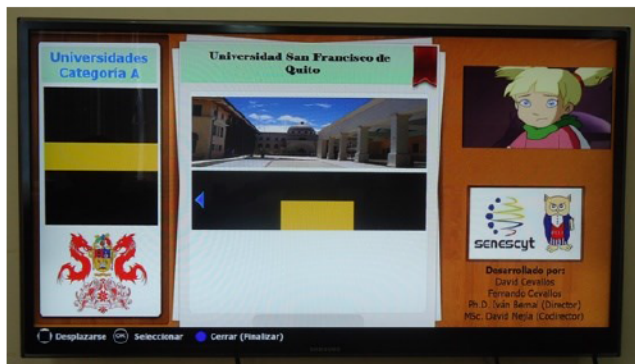 Universidades
Categoría A
Universidad San Francisco de
Quito
senescyt
Desarrollado por:
David Cevallos
Fernando Cevallos
Ph.D. Iván Bernal (Director)
MSc. David Mejía (Codirector)
Desplazarse
OK
Seleccionar
Cerrar (Finalizar)
SAMSUNG